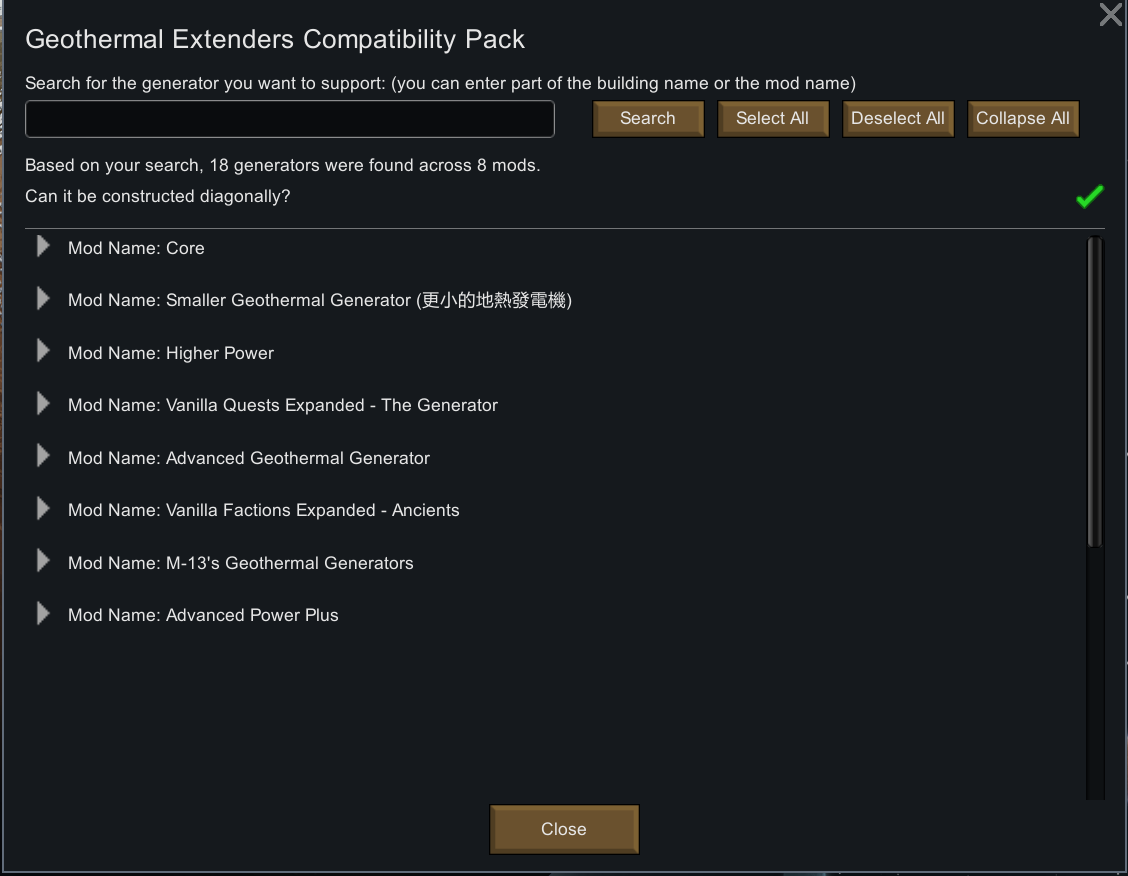 Geothermal Extenders Compatibility Pack
Search for the generator you want to support: (you can enter part of the building name or the mod name)
Search
Select All
Deselect All
Collapse All
Based on your search, 18 generators were found across 8 mods.
Can it be constructed diagonally?
Mod Name: Core
Mod Name: Smaller Geothermal Generator (更小的地熱發電機)
Mod Name: Higher Power
Mod Name: Vanilla Quests Expanded - The Generator
Mod Name: Advanced Geothermal Generator
Mod Name: Vanilla Factions Expanded - Ancients
Mod Name: M-13's Geothermal Generators
Mod Name: Advanced Power Plus
Close